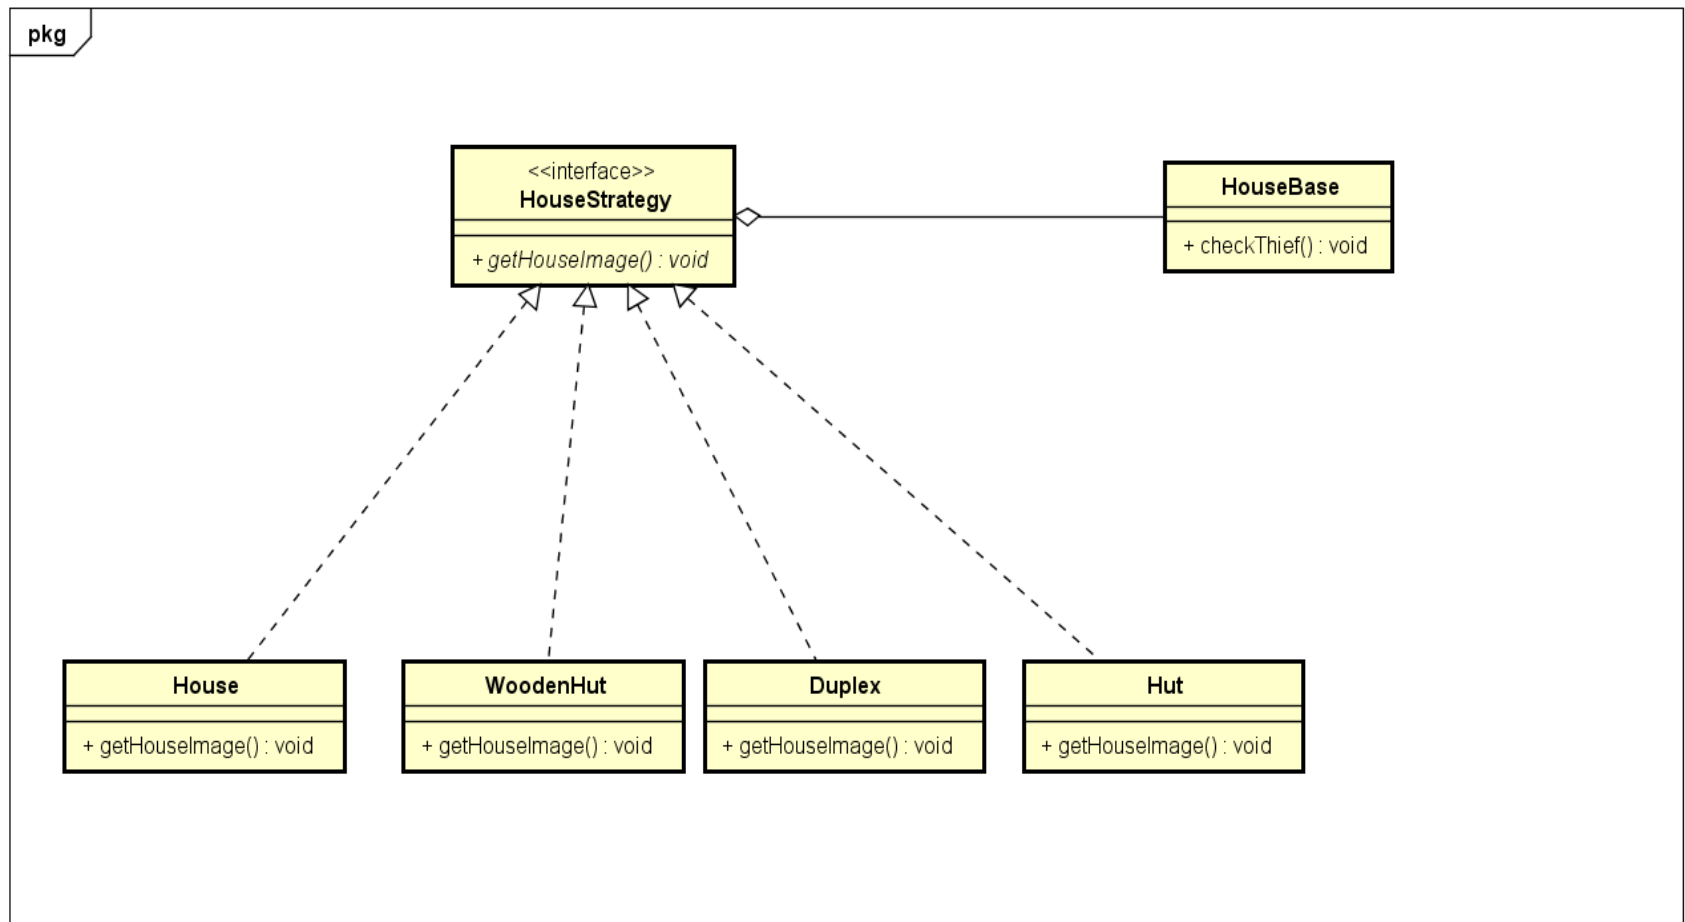 pkg
<<interface>>
HouseStrategy
+ getHouseImage() : void
HouseBase
+ checkThief() : void
House
+ getHouseImage() : void
WoodenHut
+ getHouseImage() : void
Duplex
+ getHouseImage() : void
Hut
+ getHouseImage() : void